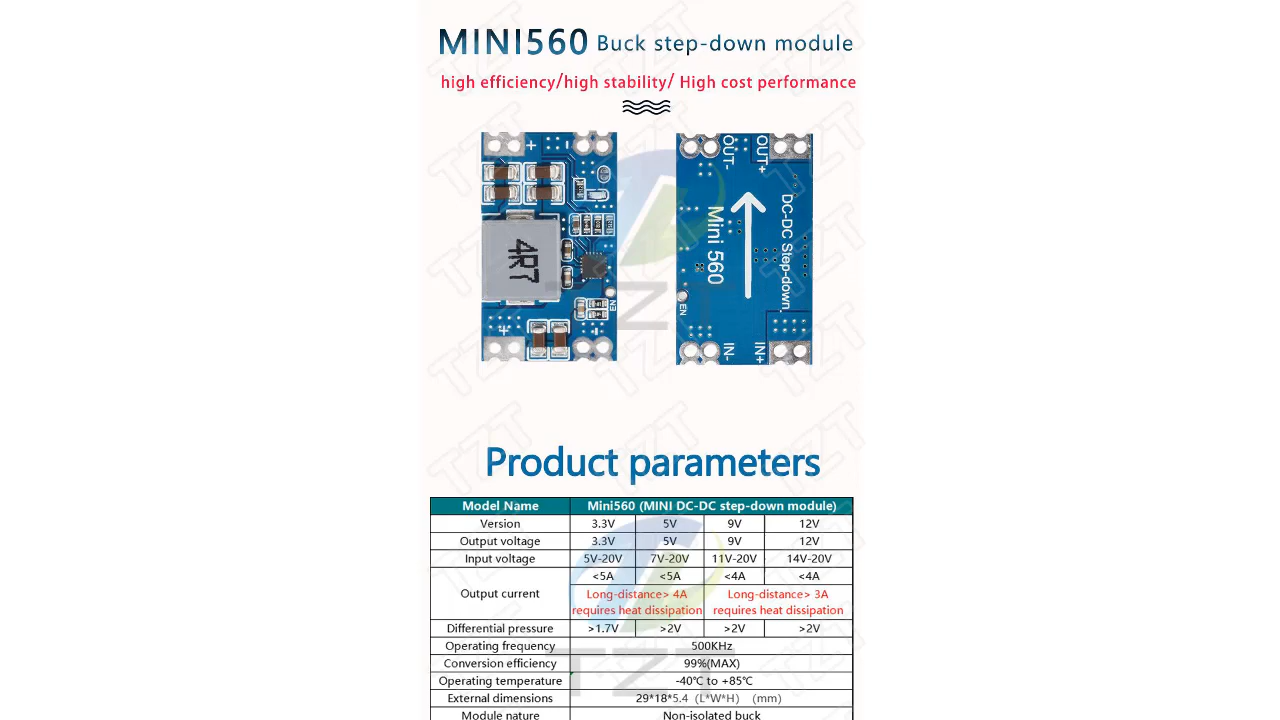 MINI560 Buck step-down module
high efficiency/high stability/ High cost performance
+ -
4R7
EN
+ -
OUT- OUT+
Mini 560
DC-DC Step-down
EN
IN- IN+
TZT
Product parameters
Model Name Mini560 (MINI DC-DC step-down module)
Version 3.3V 5V 9V 12V
Output voltage 3.3V 5V 9V 12V
Input voltage 5V-20V 7V-20V 11V-20V 14V-20V
Output current <5A <5A <4A <4A
Long-distance> 4A requires heat dissipation Long-distance> 3A requires heat dissipation
Differential pressure >1.7V >2V >2V >2V
Operating frequency 500KHz
Conversion efficiency 99%(MAX)
Operating temperature -40℃ to +85℃
External dimensions 29*18*5.4 (L*W*H) (mm)
Module nature Non-isolated buck
TZT